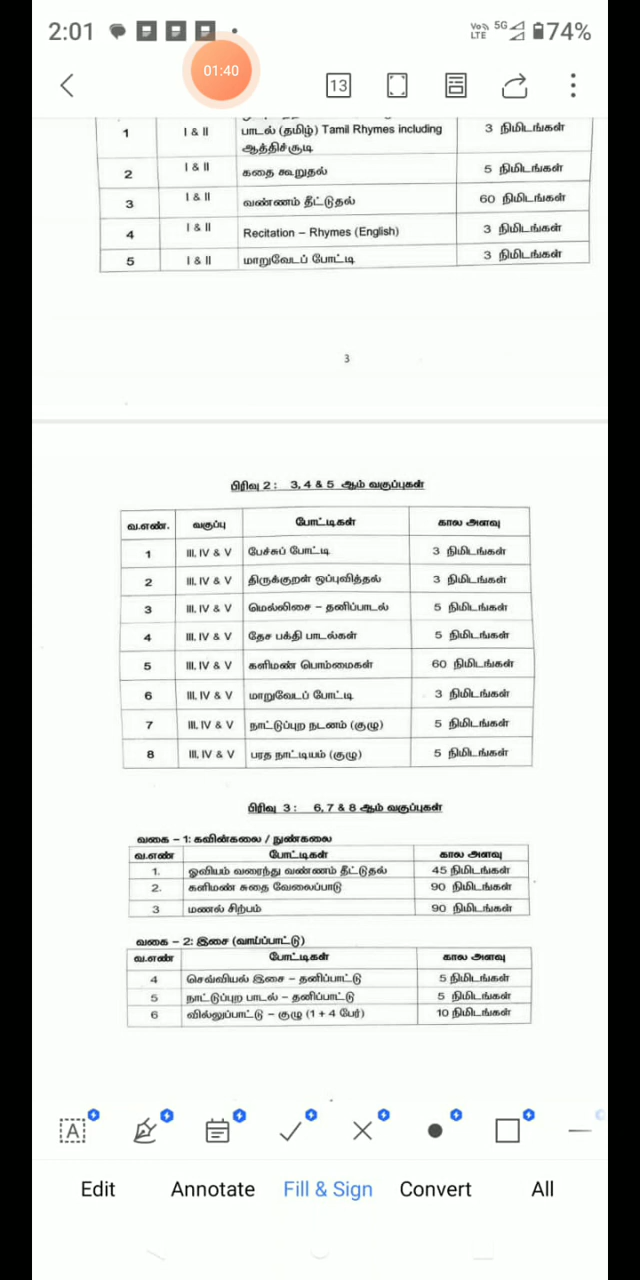 2:01
Vo)) LTE 5G 74%
01:40
13
1 I & II பாடல் (தமிழ்) Tamil Rhymes including ஆத்திச்சூடி 3 நிமிடங்கள்
2 I & II கதை கூறுதல் 5 நிமிடங்கள்
3 I & II வண்ணம் தீட்டுதல் 60 நிமிடங்கள்
4 I & II Recitation – Rhymes (English) 3 நிமிடங்கள்
5 I & II மாறுவேடப் போட்டி 3 நிமிடங்கள்
3
பிரிவு 2 : 3, 4 & 5 ஆம் வகுப்புகள்
வ.எண். வகுப்பு போட்டிகள் கால அளவு
1 III, IV & V பேச்சுப் போட்டி 3 நிமிடங்கள்
2 III, IV & V திருக்குறள் ஒப்புவித்தல் 3 நிமிடங்கள்
3 III, IV & V மெல்லிசை – தனிப்பாடல் 5 நிமிடங்கள்
4 III, IV & V தேச பக்தி பாடல்கள் 5 நிமிடங்கள்
5 III, IV & V களிமண் பொம்மைகள் 60 நிமிடங்கள்
6 III, IV & V மாறுவேடப் போட்டி 3 நிமிடங்கள்
7 III, IV & V நாட்டுப்புற நடனம் (குழு) 5 நிமிடங்கள்
8 III, IV & V பரத நாட்டியம் (குழு) 5 நிமிடங்கள்
பிரிவு 3 : 6, 7 & 8 ஆம் வகுப்புகள்
வகை – 1: கவின்கலை / நுண்கலை
வ.எண் போட்டிகள் கால அளவு
1. ஓவியம் வரைந்து வண்ணம் தீட்டுதல் 45 நிமிடங்கள்
2. களிமண் சுதை வேலைப்பாடு 90 நிமிடங்கள்
3 மணல் சிற்பம் 90 நிமிடங்கள்
வகை – 2: இசை (வாய்ப்பாட்டு)
வ.எண் போட்டிகள் கால அளவு
4 செவ்வியல் இசை – தனிப்பாட்டு 5 நிமிடங்கள்
5 நாட்டுப்புற பாடல் – தனிப்பாட்டு 5 நிமிடங்கள்
6 வில்லுப்பாட்டு – குழு (1 + 4 பேர்) 10 நிமிடங்கள்
A
Edit Annotate Fill & Sign Convert All